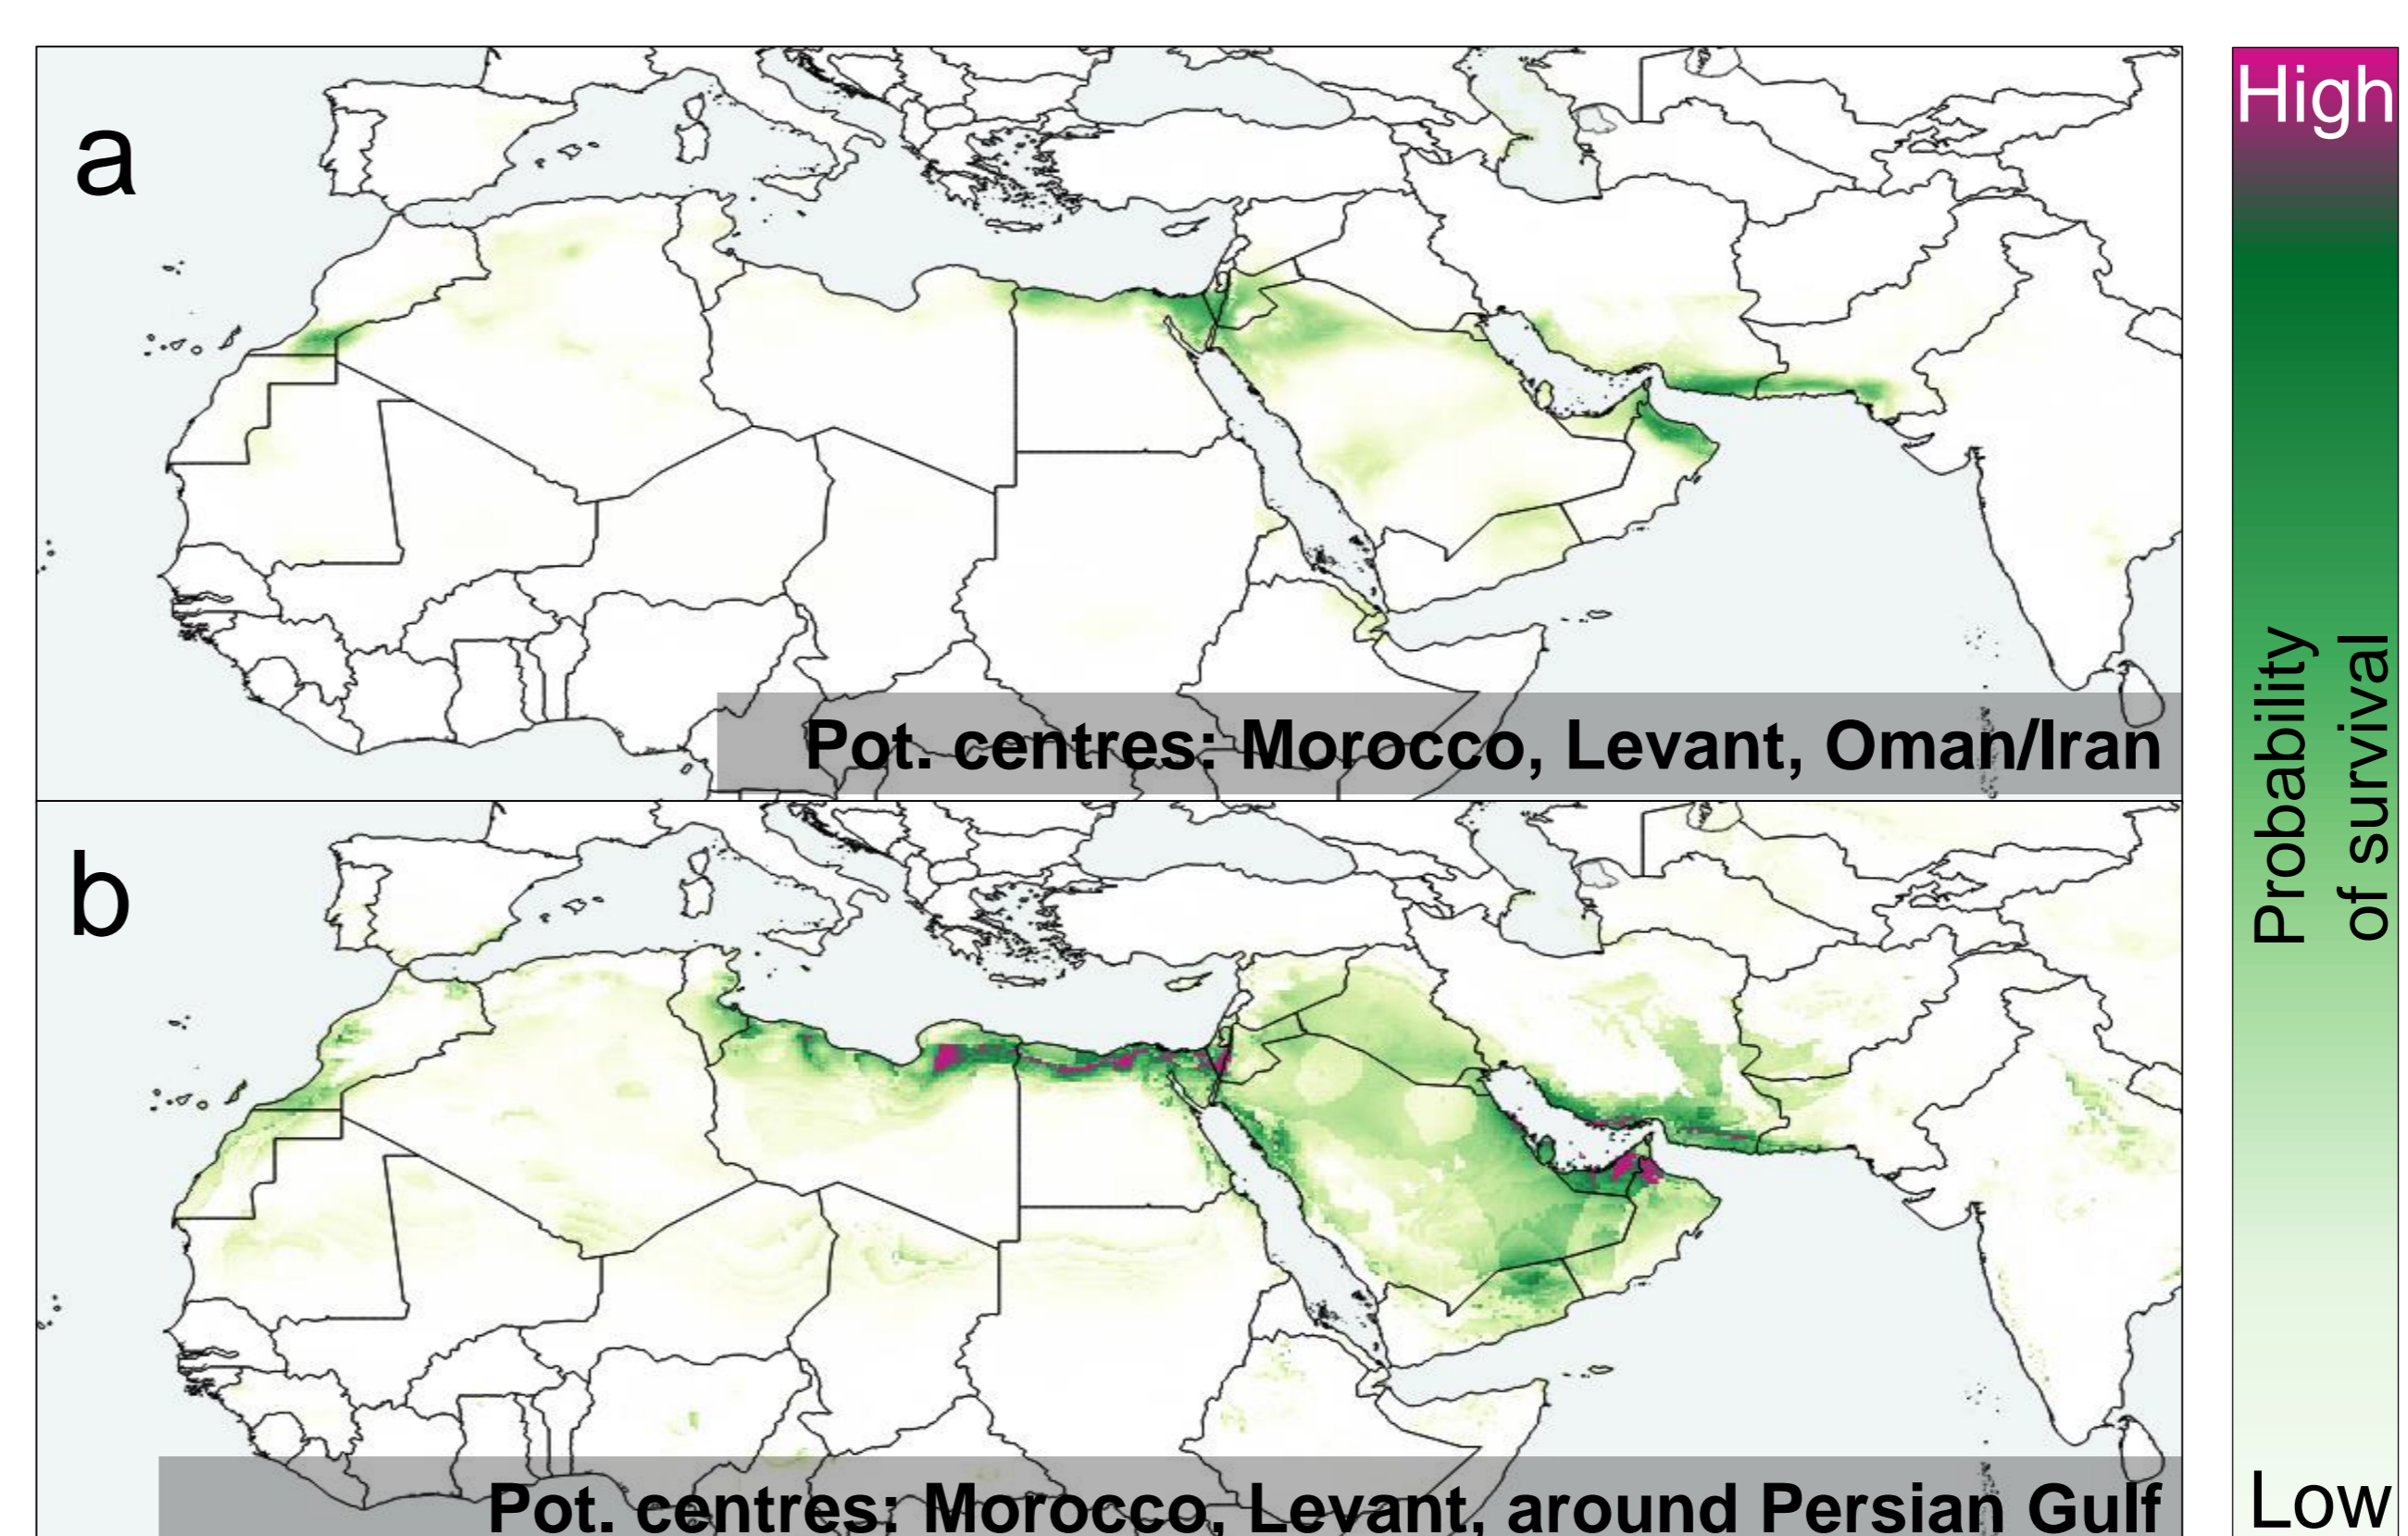 a
Pot. centres: Morocco, Levant, Oman/Iran
b
Pot. centres: Morocco, Levant, around Persian Gulf
High
Probability
of survival
Low